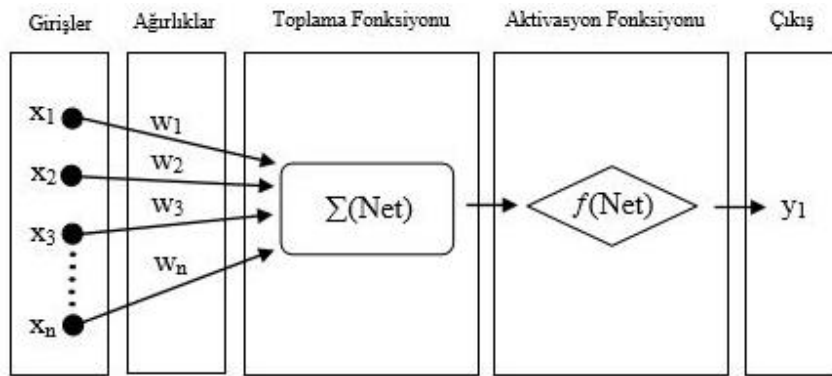 Girişler Ağırlıklar Toplama Fonksiyonu Aktivasyon Fonksiyonu Çıkış
x1 w1
x2 w2
x3 w3 ∑(Net) f(Net) y1
xn wn